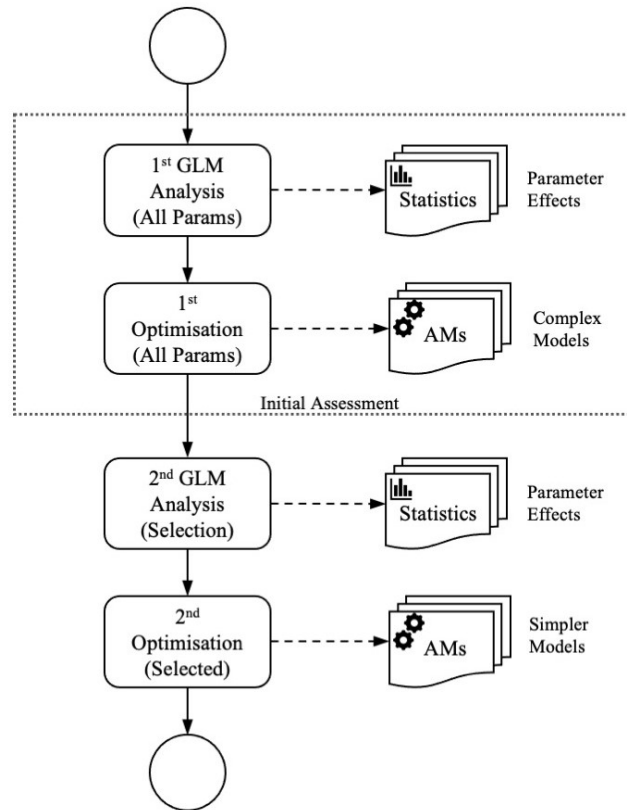 1st GLM
Analysis
(All Params)
Statistics
Parameter
Effects
1st
Optimisation
(All Params)
AMs
Complex
Models
Initial Assessment
2nd GLM
Analysis
(Selection)
Statistics
Parameter
Effects
2nd
Optimisation
(Selected)
AMs
Simpler
Models